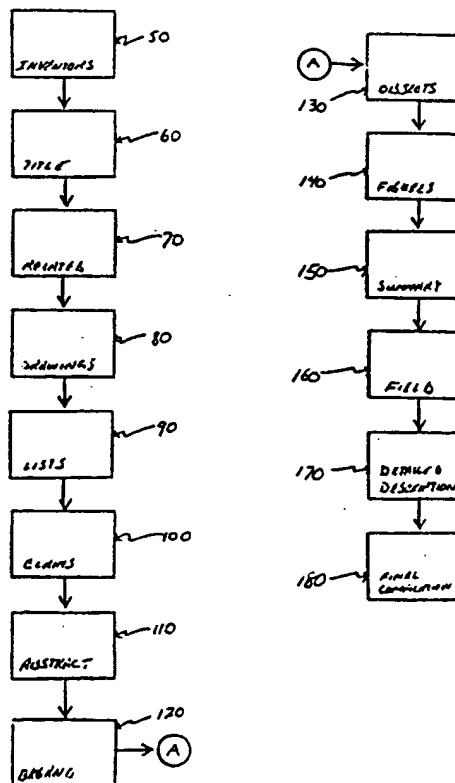 50
INVENTORS
60
TITLE
70
RELATED
80
DRAWINGS
90
LISTS
100
CLAIMS
110
ABSTRACT
120
A
A
OBJECTS
130
140
FIGURES
150
SUMMARY
160
FIELD
170
DETAILED
DESCRIPTION
180
FINAL
COMPILATION